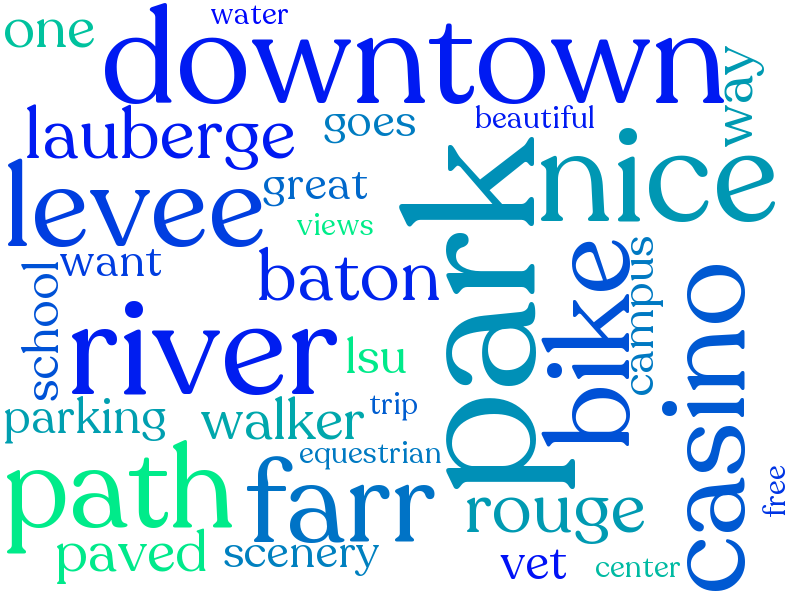 water
one
downtown
way
lauberge
goes
beautiful
nice
levee
great
park
views
want
baton
bike
campus
school
river
casino
lsu
parking
walker
trip
equestrian
path
farr
free
rouge
paved
scenery
vet
center